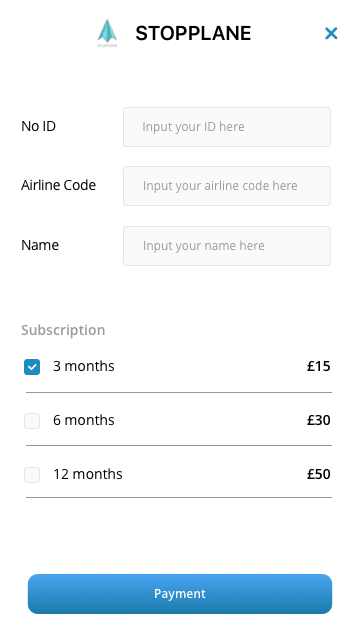 STOPPLANE
STOPPLANE
No ID
Input your ID here
Airline Code
Input your airline code here
Name
Input your name here
Subscription
3 months £15
6 months £30
12 months £50
Payment